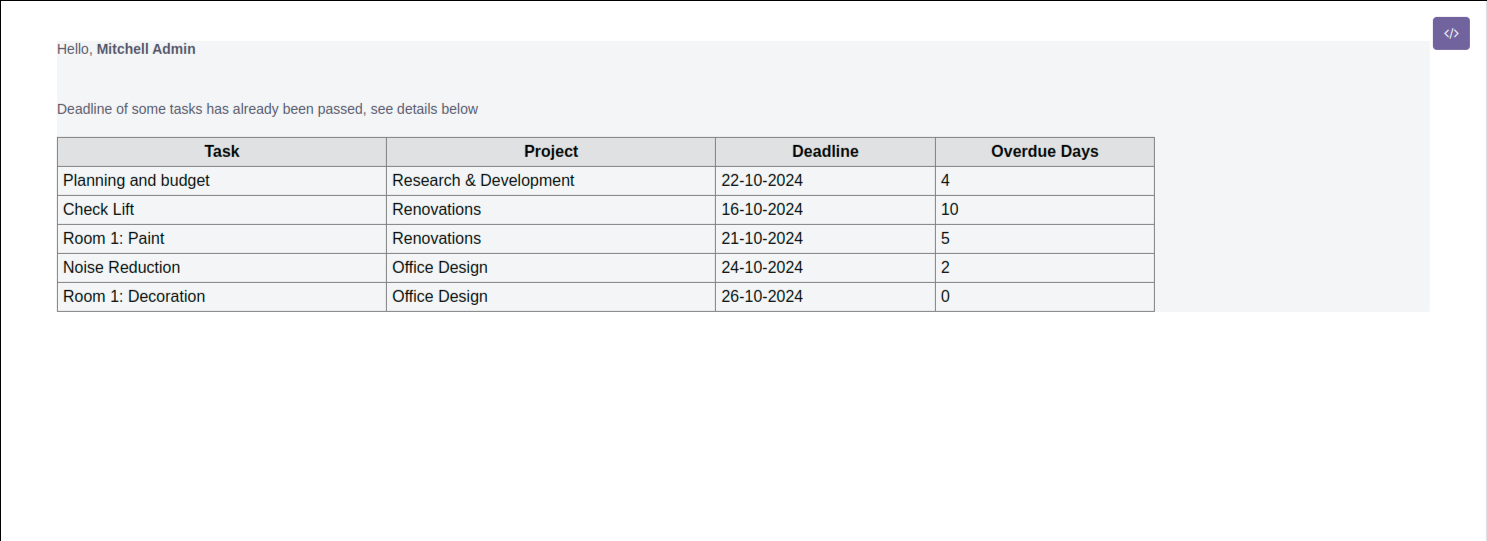 Hello, Mitchell Admin
</>
Deadline of some tasks has already been passed, see details below
Task Project Deadline Overdue Days
Planning and budget Research & Development 22-10-2024 4
Check Lift Renovations 16-10-2024 10
Room 1: Paint Renovations 21-10-2024 5
Noise Reduction Office Design 24-10-2024 2
Room 1: Decoration Office Design 26-10-2024 0